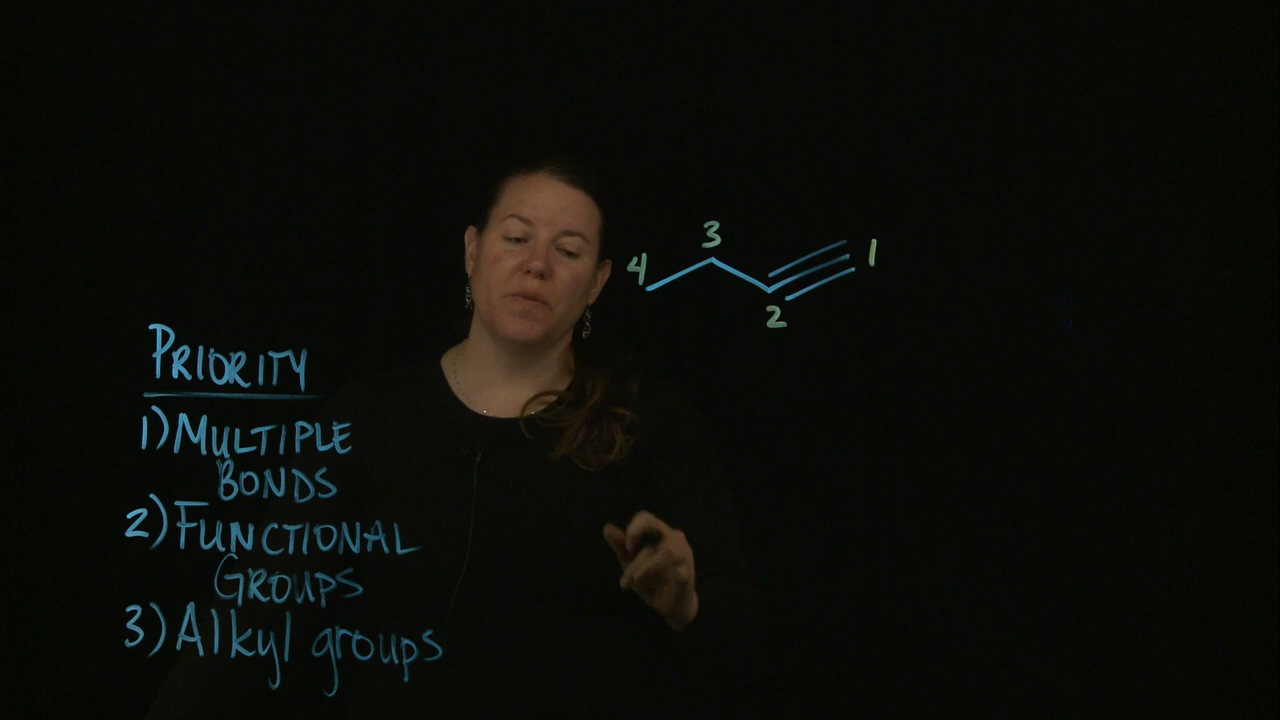 4 3 2 1
PRIORITY
1) MULTIPLE
BONDS
2) FUNCTIONAL
GROUPS
3) Alkyl groups